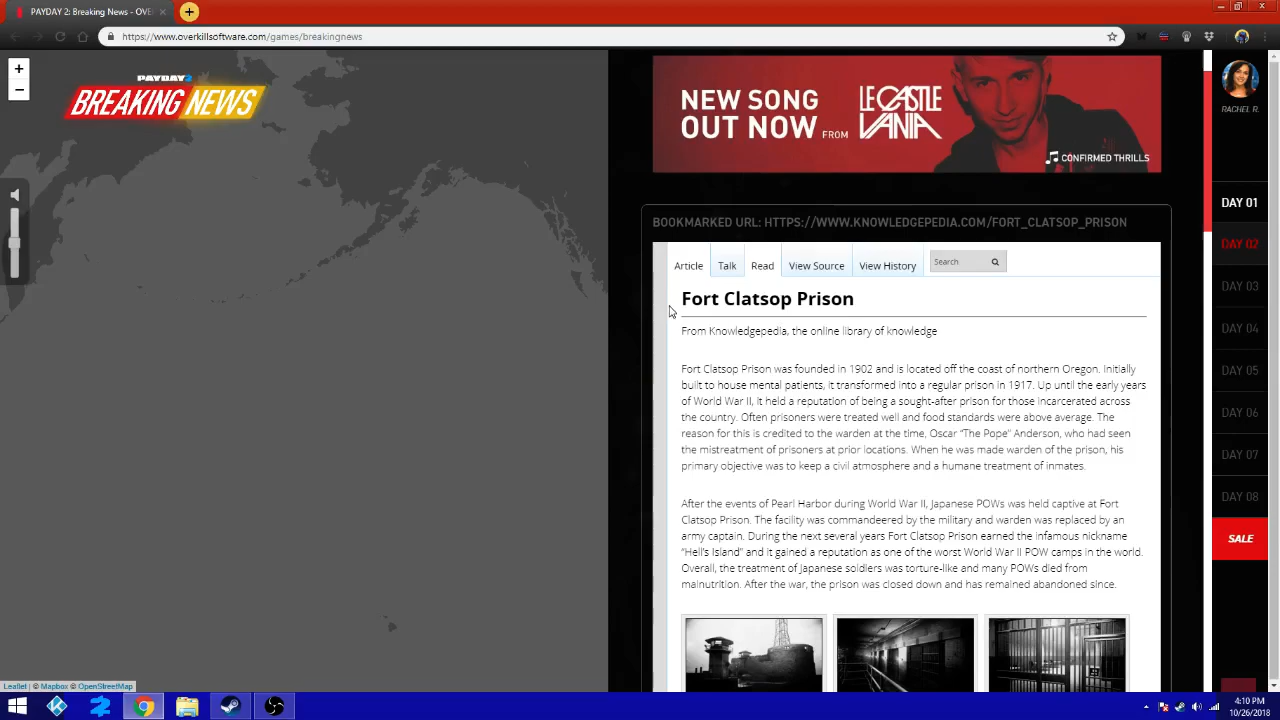 PAYDAY 2: Breaking News - OVE
https://www.overkillsoftware.com/games/breakingnews
+
−
PAYDAY 2
BREAKING NEWS
NEW SONG
OUT NOW FROM
LE CASTLE
VANIA
CONFIRMED THRILLS
RACHEL R.
BOOKMARKED URL: HTTPS://WWW.KNOWLEDGEPEDIA.COM/FORT_CLATSOP_PRISON
Article Talk Read View Source View History Search
Fort Clatsop Prison
From Knowledgepedia, the online library of knowledge
Fort Clatsop Prison was founded in 1902 and is located off the coast of northern Oregon. Initially
built to house mental patients, it transformed into a regular prison in 1917. Up until the early years
of World War II, it held a reputation of being a sought-after prison for those incarcerated across
the country. Often prisoners were treated well and food standards were above average. The
reason for this is credited to the warden at the time, Oscar “The Pope” Anderson, who had seen
the mistreatment of prisoners at prior locations. When he was made warden of the prison, his
primary objective was to keep a civil atmosphere and a humane treatment of inmates.
After the events of Pearl Harbor during World War II, Japanese POWs was held captive at Fort
Clatsop Prison. The facility was commandeered by the military and warden was replaced by an
army captain. During the next several years Fort Clatsop Prison earned the infamous nickname
“Hell’s Island” and it gained a reputation as one of the worst World War II POW camps in the world.
Overall, the treatment of Japanese soldiers was torture-like and many POWs died from
malnutrition. After the war, the prison was closed down and has remained abandoned since.
DAY 01
DAY 02
DAY 03
DAY 04
DAY 05
DAY 06
DAY 07
DAY 08
SALE
Leaflet | © Mapbox © OpenStreetMap
4:10 PM
10/26/2018